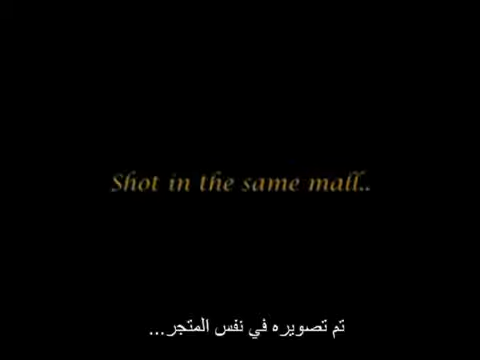 Shot in the same mall..
تم تصويره في نفس المتجر...